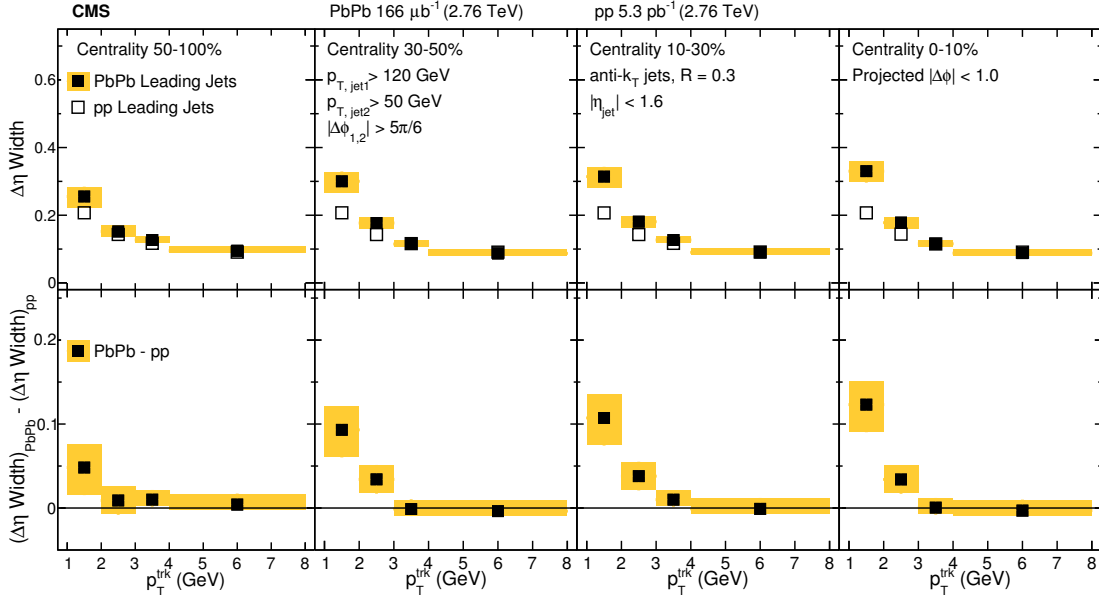 CMS
PbPb 166 μb⁻¹ (2.76 TeV)
pp 5.3 pb⁻¹ (2.76 TeV)
Centrality 50-100%
PbPb Leading Jets
pp Leading Jets
Centrality 30-50%
p_T, jet1 > 120 GeV
p_T, jet2 > 50 GeV
|Δϕ_1,2| > 5π/6
Centrality 10-30%
anti-k_T jets, R = 0.3
|η_jet| < 1.6
Centrality 0-10%
Projected |Δϕ| < 1.0
Δη Width
0.6
0.4
0.2
0
(Δη Width)_PbPb - (Δη Width)_pp
PbPb - pp
0.2
0.1
0
1 2 3 4 5 6 7 8
1 2 3 4 5 6 7 8
1 2 3 4 5 6 7 8
1 2 3 4 5 6 7 8
p_T^trk (GeV)
p_T^trk (GeV)
p_T^trk (GeV)
p_T^trk (GeV)